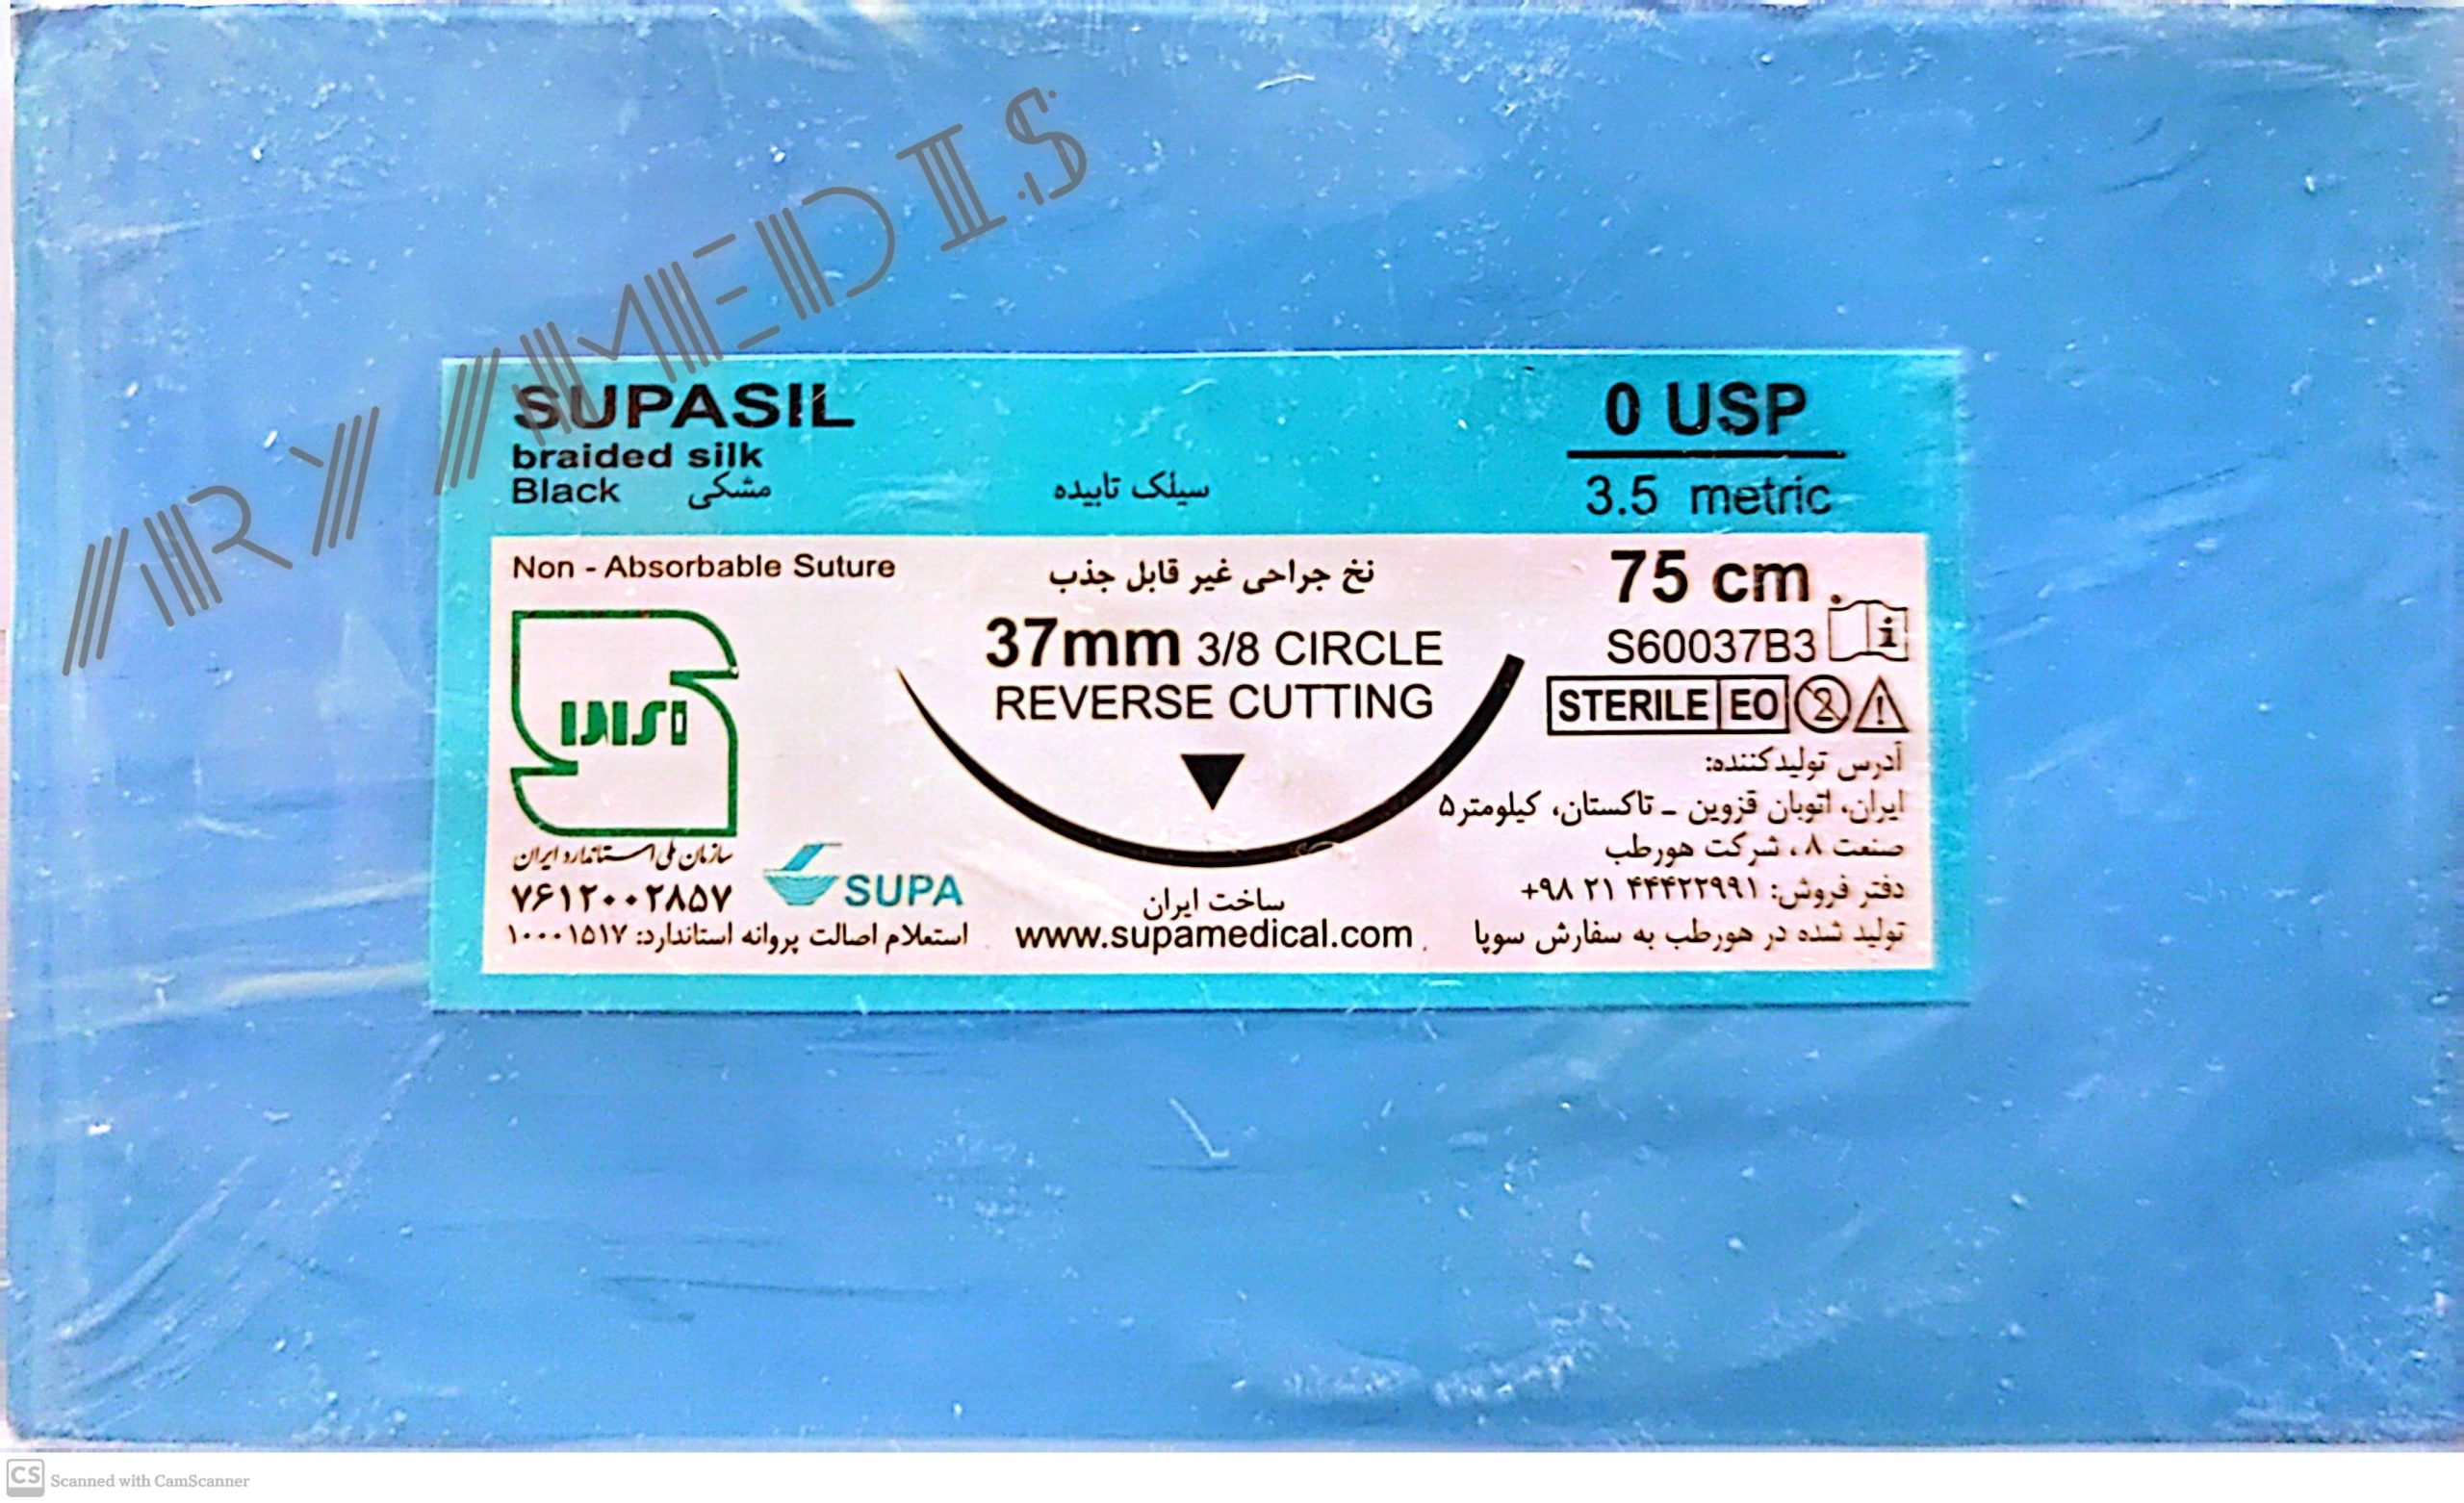 ARYAMEDIS
SUPASIL
braided silk
Black مشکی
سیلک تابیده
0 USP
3.5 metric
Non - Absorbable Suture
نخ جراحی غیر قابل جذب
75 cm
37mm 3/8 CIRCLE
REVERSE CUTTING
S60037B3
i
STERILE EO
2
آدرس تولیدکننده:
ایران، اتوبان قزوین - تاکستان، کیلومتر۵
صنعت ۸، شرکت هورطب
دفتر فروش: ۴۴۴۲۲۹۹۱ ۲۱ ۹۸+
تولید شده در هورطب به سفارش سوپا
سازمان ملی استاندارد ایران
۷۶۱۲۰۰۲۸۵۷
استعلام اصالت پروانه استاندارد: ۱۰۰۰۱۵۱۷
SUPA
ساخت ایران
www.supamedical.com
CS Scanned with CamScanner